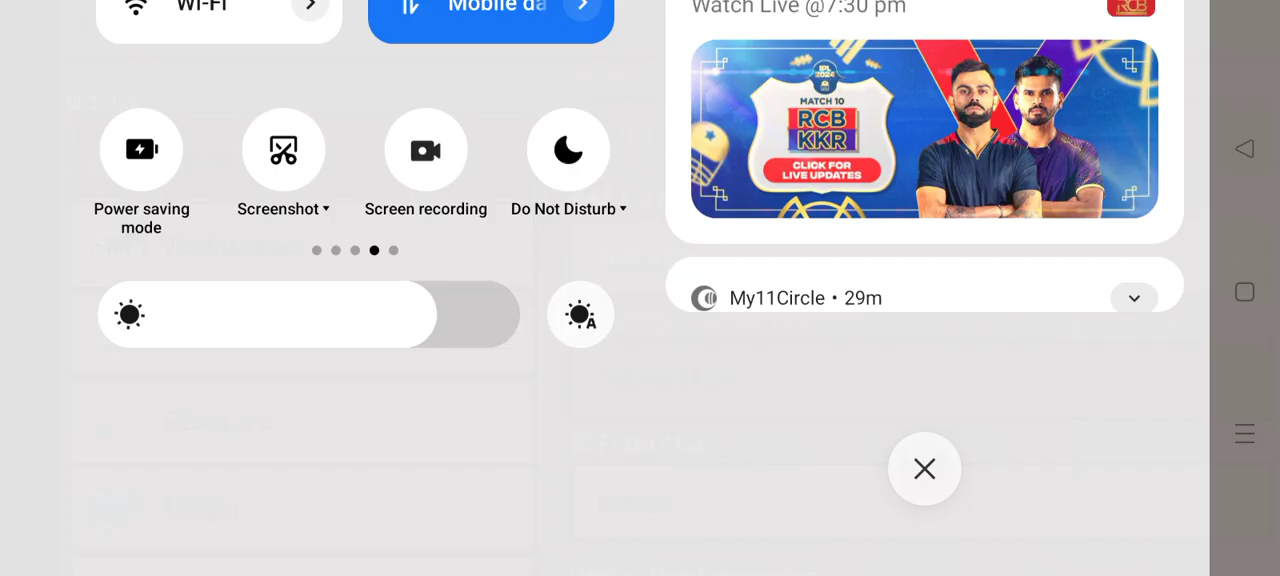 Wi-Fi
Mobile da
Power saving
mode
Screenshot
Screen recording
Do Not Disturb
A
Watch Live @7:30 pm
RCB
IPL
2024
MATCH 10
RCB
KKR
CLICK FOR
LIVE UPDATES
My11Circle • 29m